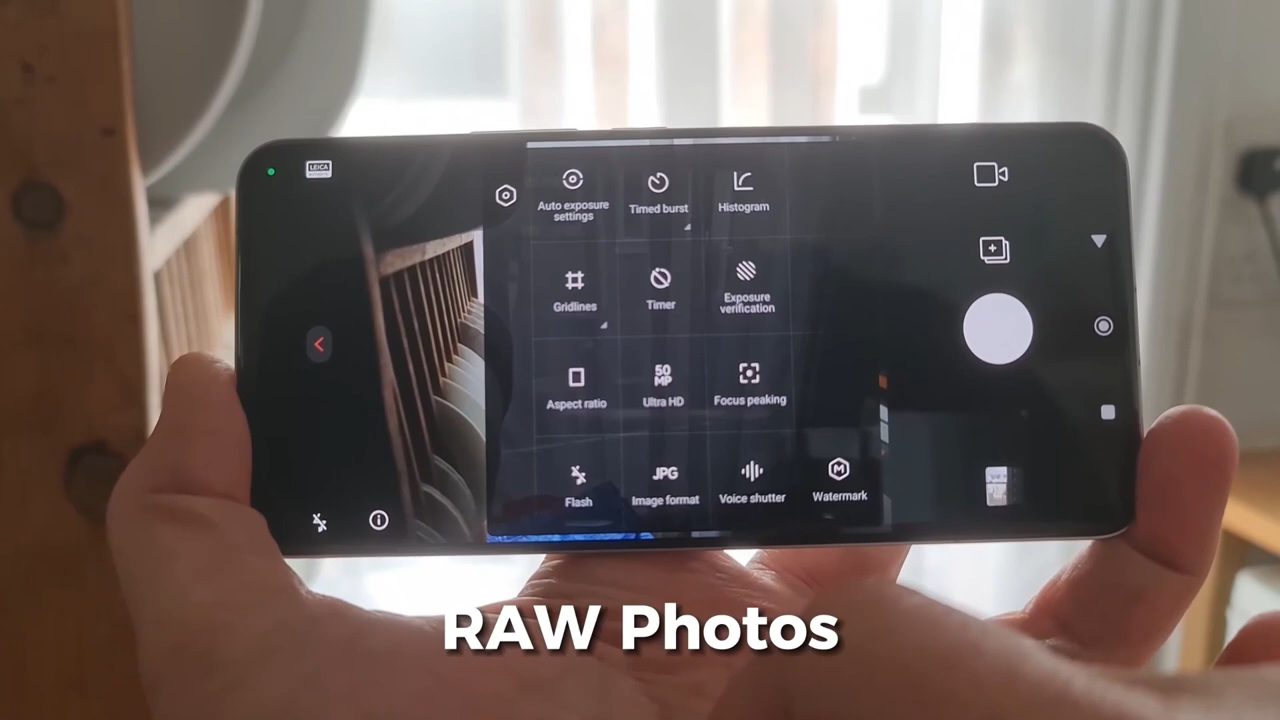 LEICA
Auto exposure
settings
Timed burst
Histogram
Gridlines
Timer
Exposure
verification
Aspect ratio
50
MP
Ultra HD
Focus peaking
Flash
JPG
Image format
Voice shutter
M
Watermark
RAW Photos